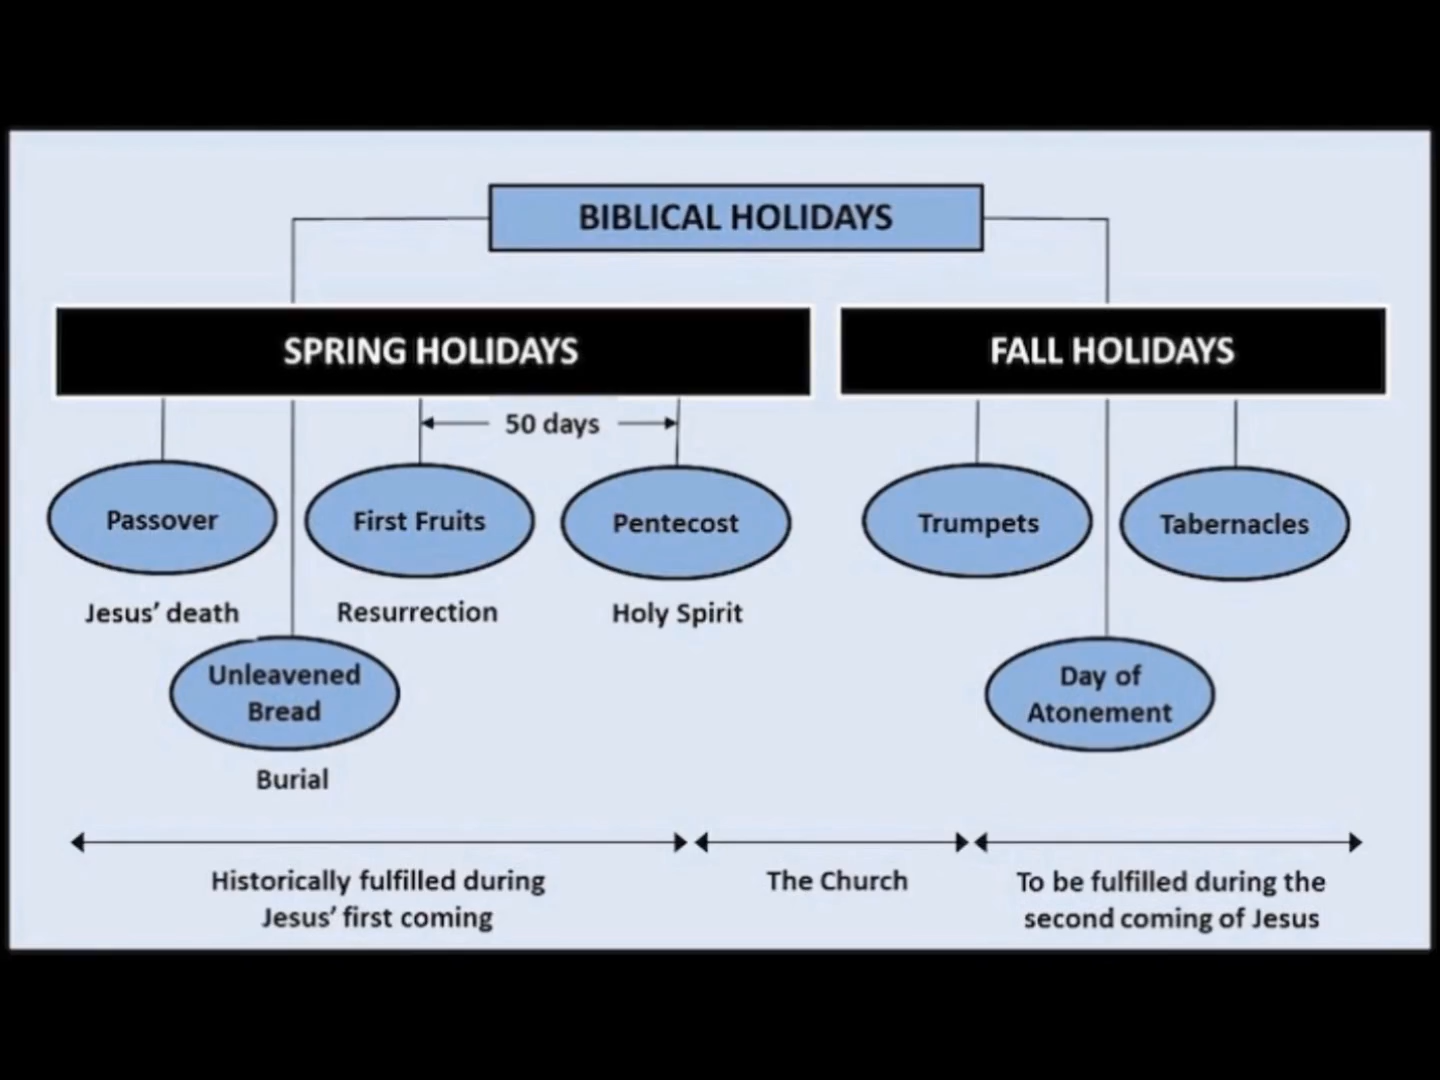 BIBLICAL HOLIDAYS
SPRING HOLIDAYS
FALL HOLIDAYS
50 days
Passover
First Fruits
Pentecost
Trumpets
Tabernacles
Jesus’ death
Resurrection
Holy Spirit
Unleavened
Bread
Day of
Atonement
Burial
Historically fulfilled during
Jesus’ first coming
The Church
To be fulfilled during the
second coming of Jesus